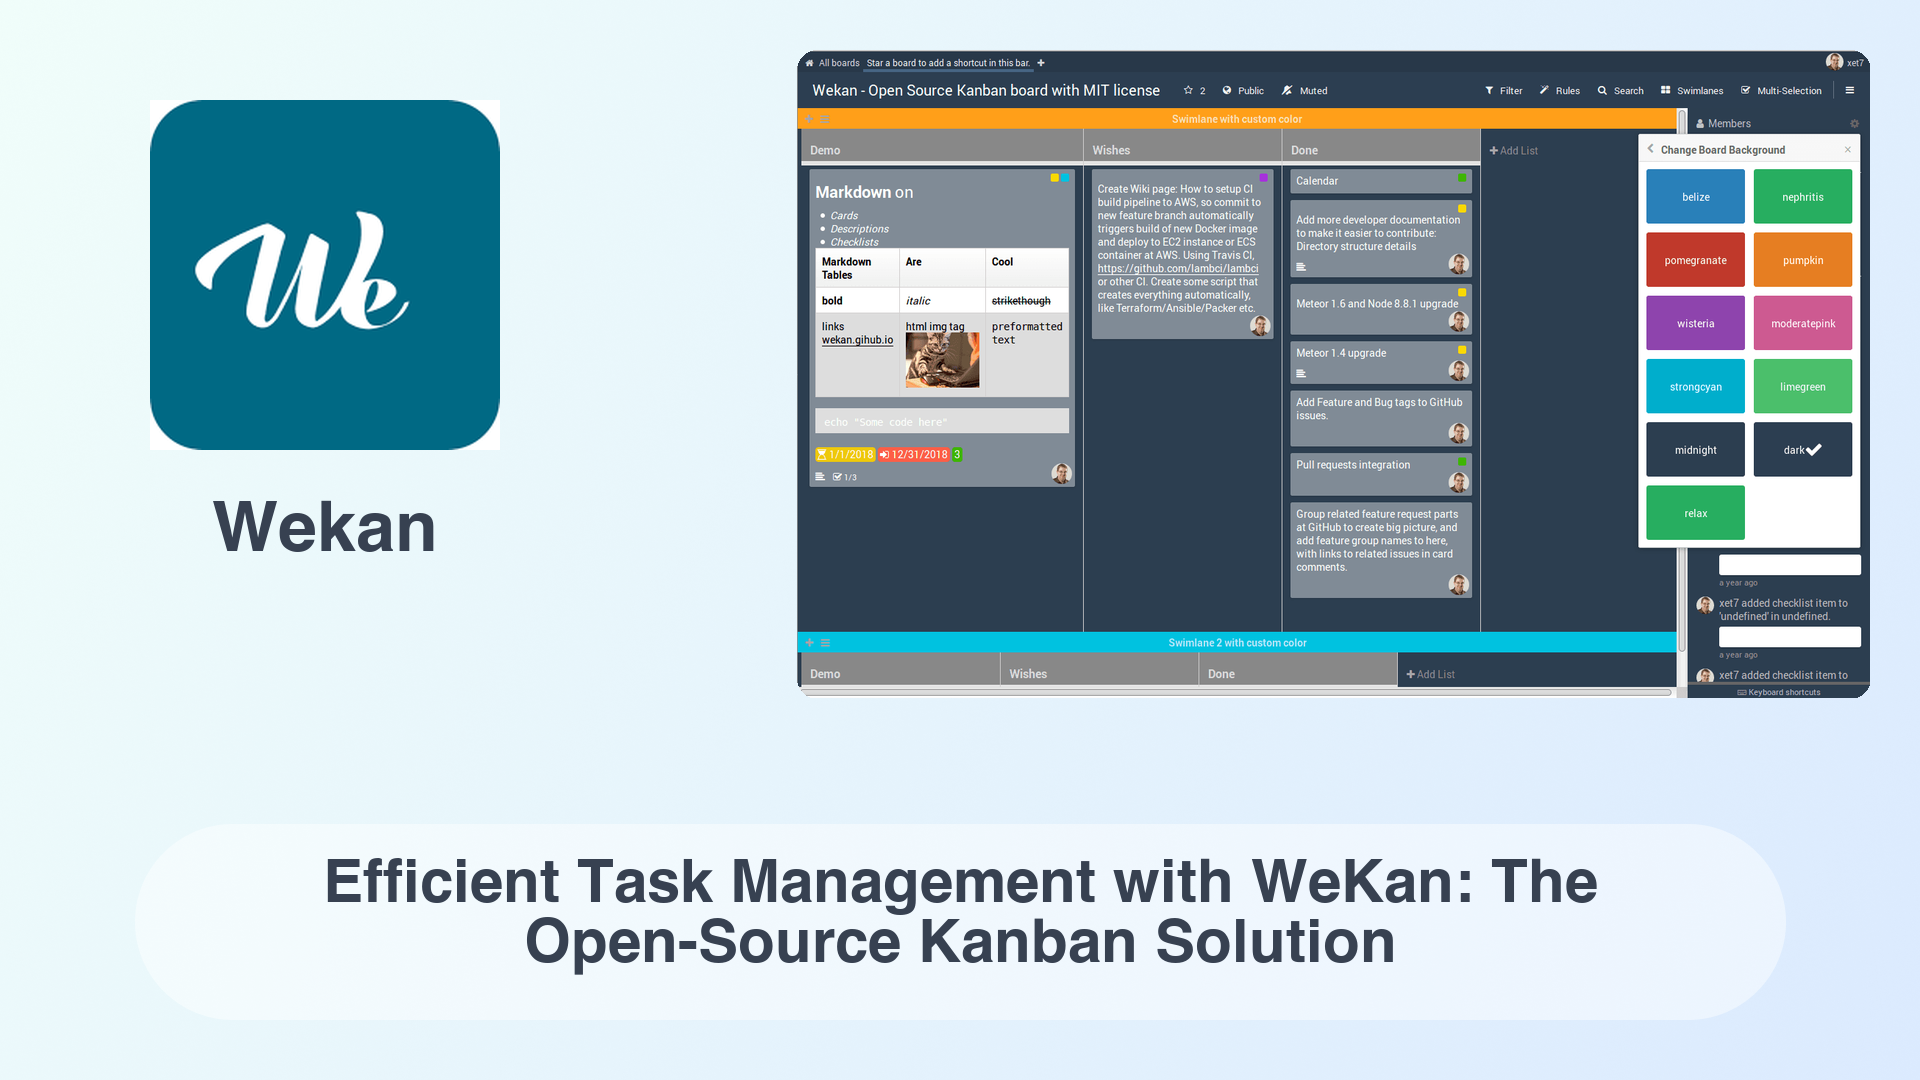 We
Wekan
All boards Star a board to add a shortcut in this bar.
xet7
Wekan - Open Source Kanban board with MIT license 2 Public Muted Filter Rules Search Swimlanes Multi-Selection
Swimlane with custom color
Demo
Markdown on
Cards
Descriptions
Checklists
Markdown Are Cool
Tables
bold italic strikethough
links html img tag preformatted
wekan.gihub.io text
echo "Some code here"
1/1/2018 12/31/2018 3
1/3
Wishes
Create Wiki page: How to setup CI
build pipeline to AWS, so commit to
new feature branch automatically
triggers build of new Docker image
and deploy to EC2 instance or ECS
container at AWS. Using Travis CI,
https://github.com/lambci/lambci
or other CI. Create some script that
creates everything automatically,
like Terraform/Ansible/Packer etc.
Done
Calendar
Add more developer documentation
to make it easier to contribute:
Directory structure details
Meteor 1.6 and Node 8.8.1 upgrade
Meteor 1.4 upgrade
Add Feature and Bug tags to GitHub
issues.
Pull requests integration
Group related feature request parts
at GitHub to create big picture, and
add feature group names to here,
with links to related issues in card
comments.
Add List
Members
Change Board Background
belize nephritis
pomegranate pumpkin
wisteria moderatepink
strongcyan limegreen
midnight dark
relax
a year ago
xet7 added checklist item to
'undefined' in undefined.
a year ago
xet7 added checklist item to
Keyboard shortcuts
Swimlane 2 with custom color
Demo Wishes Done Add List
Efficient Task Management with WeKan: The
Open-Source Kanban Solution